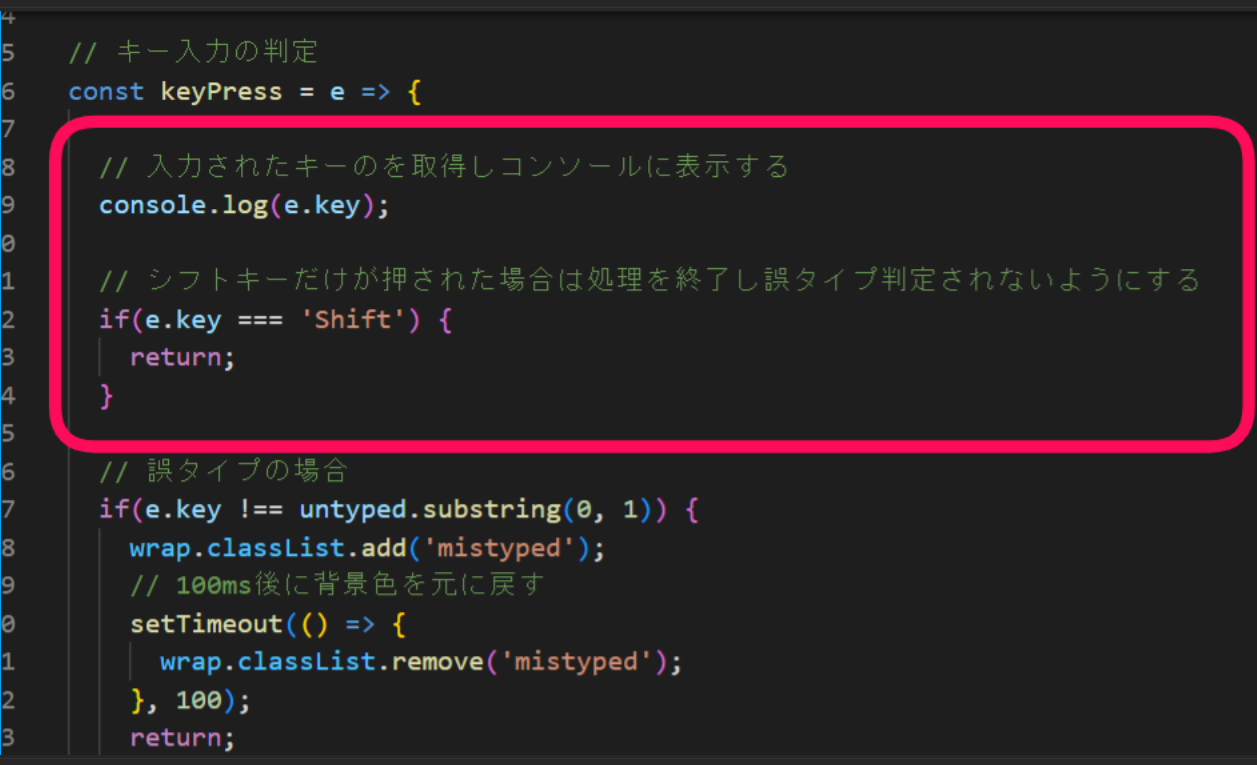 4
5 // キー入力の判定
6 const keyPress = e => {
7
8 // 入力されたキーのを取得しコンソールに表示する
9 console.log(e.key);
0
1 // シフトキーだけが押された場合は処理を終了し誤タイプ判定されないようにする
2 if(e.key === 'Shift') {
3 return;
4 }
5
6 // 誤タイプの場合
7 if(e.key !== untyped.substring(0, 1)) {
8 wrap.classList.add('mistyped');
9 // 100ms後に背景色を元に戻す
0 setTimeout(() => {
1 wrap.classList.remove('mistyped');
2 }, 100);
3 return;